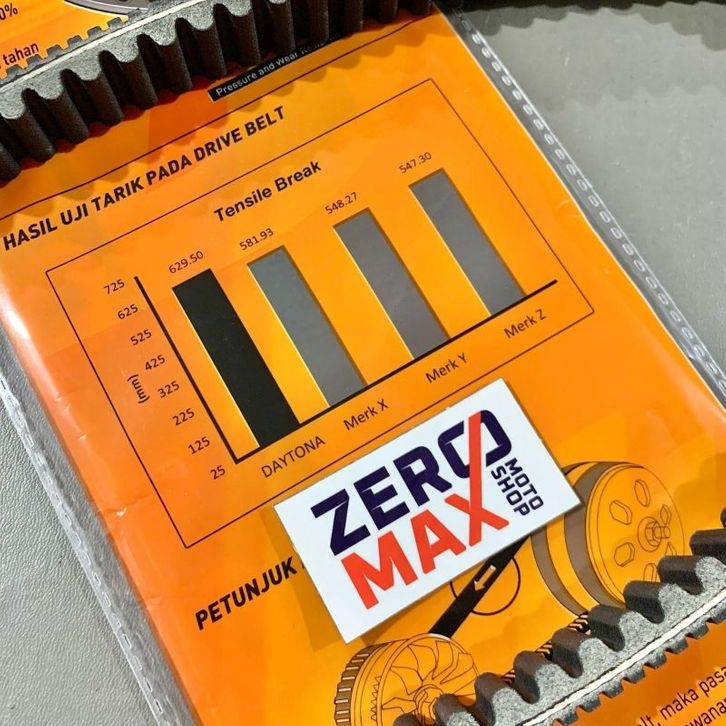 0%
tahan
Pressure and Wear
HASIL UJI TARIK PADA DRIVE BELT
Tensile Break
629.50
581.93
548.27
547.30
725
625
525
425
325
225
125
25
(mm)
DAYTONA
Merk X
Merk Y
Merk Z
ZERO
MAX
MOTO
SHOP
PETUNJUK
maka pasa